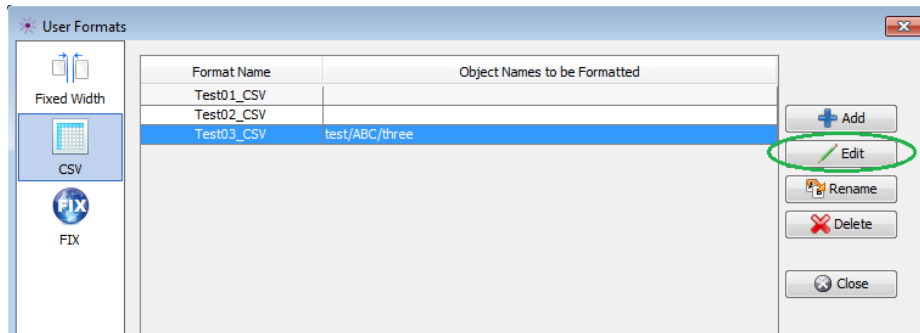 User Formats
Fixed Width
CSV
FIX
FIX
Format Name Object Names to be Formatted
Test01_CSV
Test02_CSV
Test03_CSV test/ABC/three
Add
Edit
Rename
Delete
Close